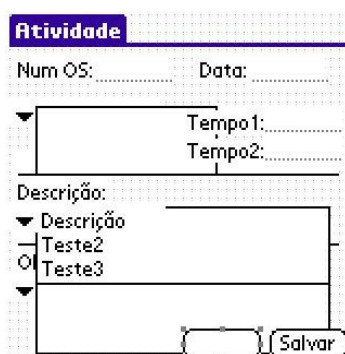 Atividade
Num OS: Data:
Tempo1:
Tempo2:
Descrição:
Descrição
Teste2
Teste3
Salvar